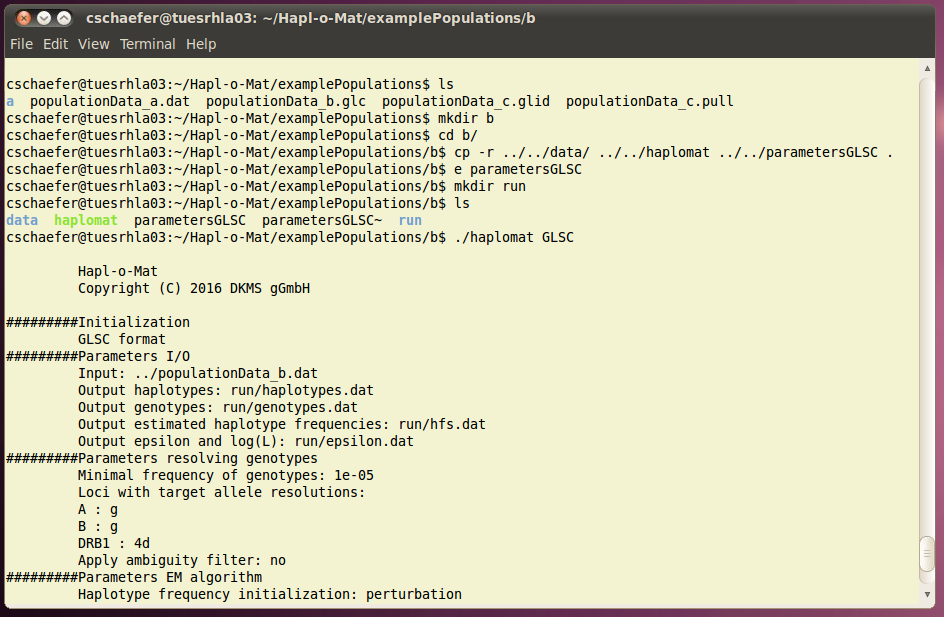 cschaefer@tuesrhla03: ~/Hapl-o-Mat/examplePopulations/b
File Edit View Terminal Help
cschaefer@tuesrhla03:~/Hapl-o-Mat/examplePopulations$ ls
a  populationData_a.dat  populationData_b.glc  populationData_c.glid  populationData_c.pull
cschaefer@tuesrhla03:~/Hapl-o-Mat/examplePopulations$ mkdir b
cschaefer@tuesrhla03:~/Hapl-o-Mat/examplePopulations$ cd b/
cschaefer@tuesrhla03:~/Hapl-o-Mat/examplePopulations/b$ cp -r ../../data/ ../../haplomat ../../parametersGLSC .
cschaefer@tuesrhla03:~/Hapl-o-Mat/examplePopulations/b$ e parametersGLSC
cschaefer@tuesrhla03:~/Hapl-o-Mat/examplePopulations/b$ mkdir run
cschaefer@tuesrhla03:~/Hapl-o-Mat/examplePopulations/b$ ls
data  haplomat  parametersGLSC  parametersGLSC~  run
cschaefer@tuesrhla03:~/Hapl-o-Mat/examplePopulations/b$ ./haplomat GLSC
Hapl-o-Mat
Copyright (C) 2016 DKMS gGmbH
#########Initialization
GLSC format
#########Parameters I/O
Input: ../populationData_b.dat
Output haplotypes: run/haplotypes.dat
Output genotypes: run/genotypes.dat
Output estimated haplotype frequencies: run/hfs.dat
Output epsilon and log(L): run/epsilon.dat
#########Parameters resolving genotypes
Minimal frequency of genotypes: 1e-05
Loci with target allele resolutions:
A : g
B : g
DRB1 : 4d
Apply ambiguity filter: no
#########Parameters EM algorithm
Haplotype frequency initialization: perturbation